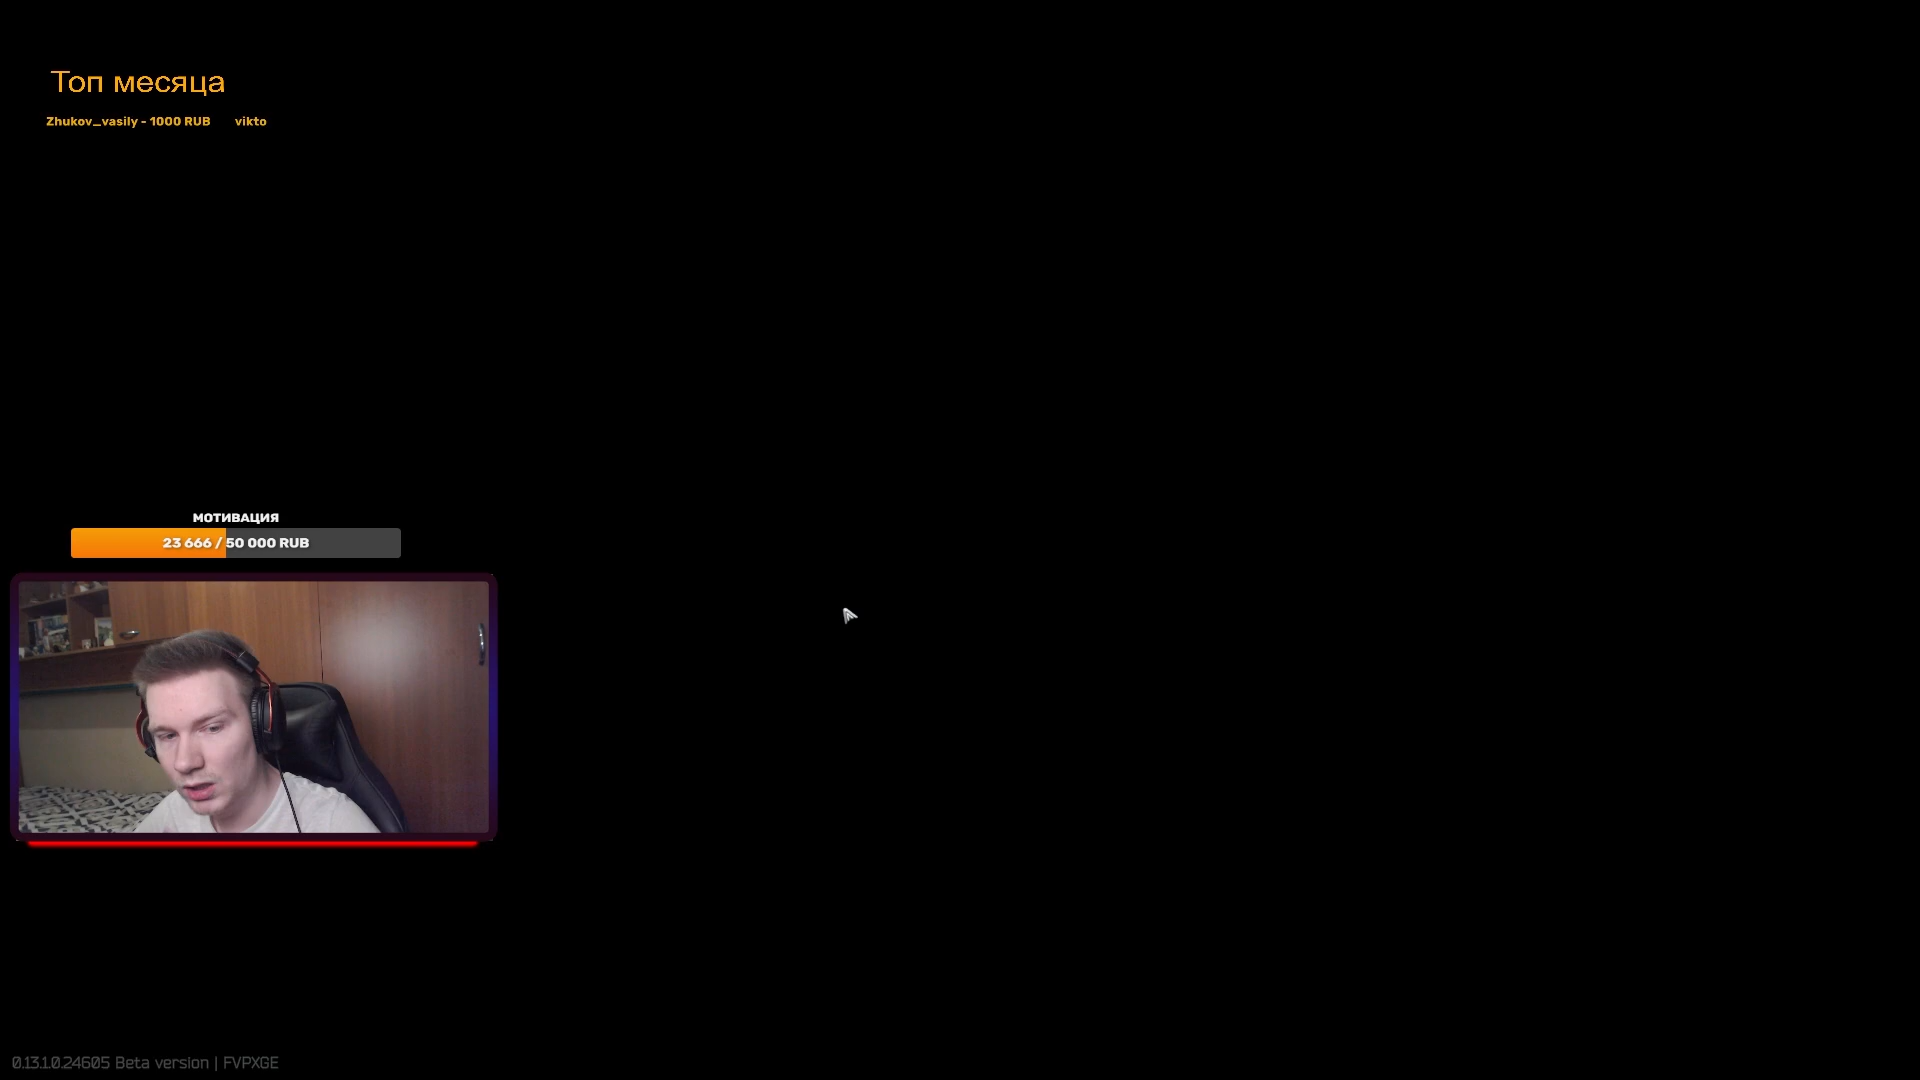 Топ месяца
Zhukov_vasily - 1000 RUB vikto
МОТИВАЦИЯ
23 666 / 50 000 RUB
0.13.1.0.24605 Beta version | FVPXGE